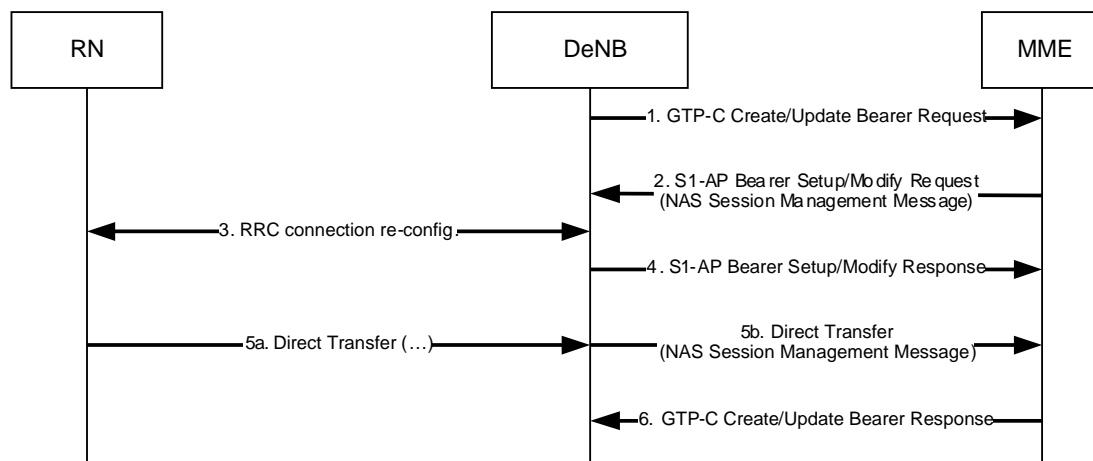 RN
DeNB
MME
1. GTP-C Create/Update Bearer Request
2. S1-AP Bearer Setup/Modify Request
(NAS Session Management Message)
3. RRC connection re-config.
4. S1-AP Bearer Setup/Modify Response
5a. Direct Transfer (…)
5b. Direct Transfer
(NAS Session Management Message)
6. GTP-C Create/Update Bearer Response